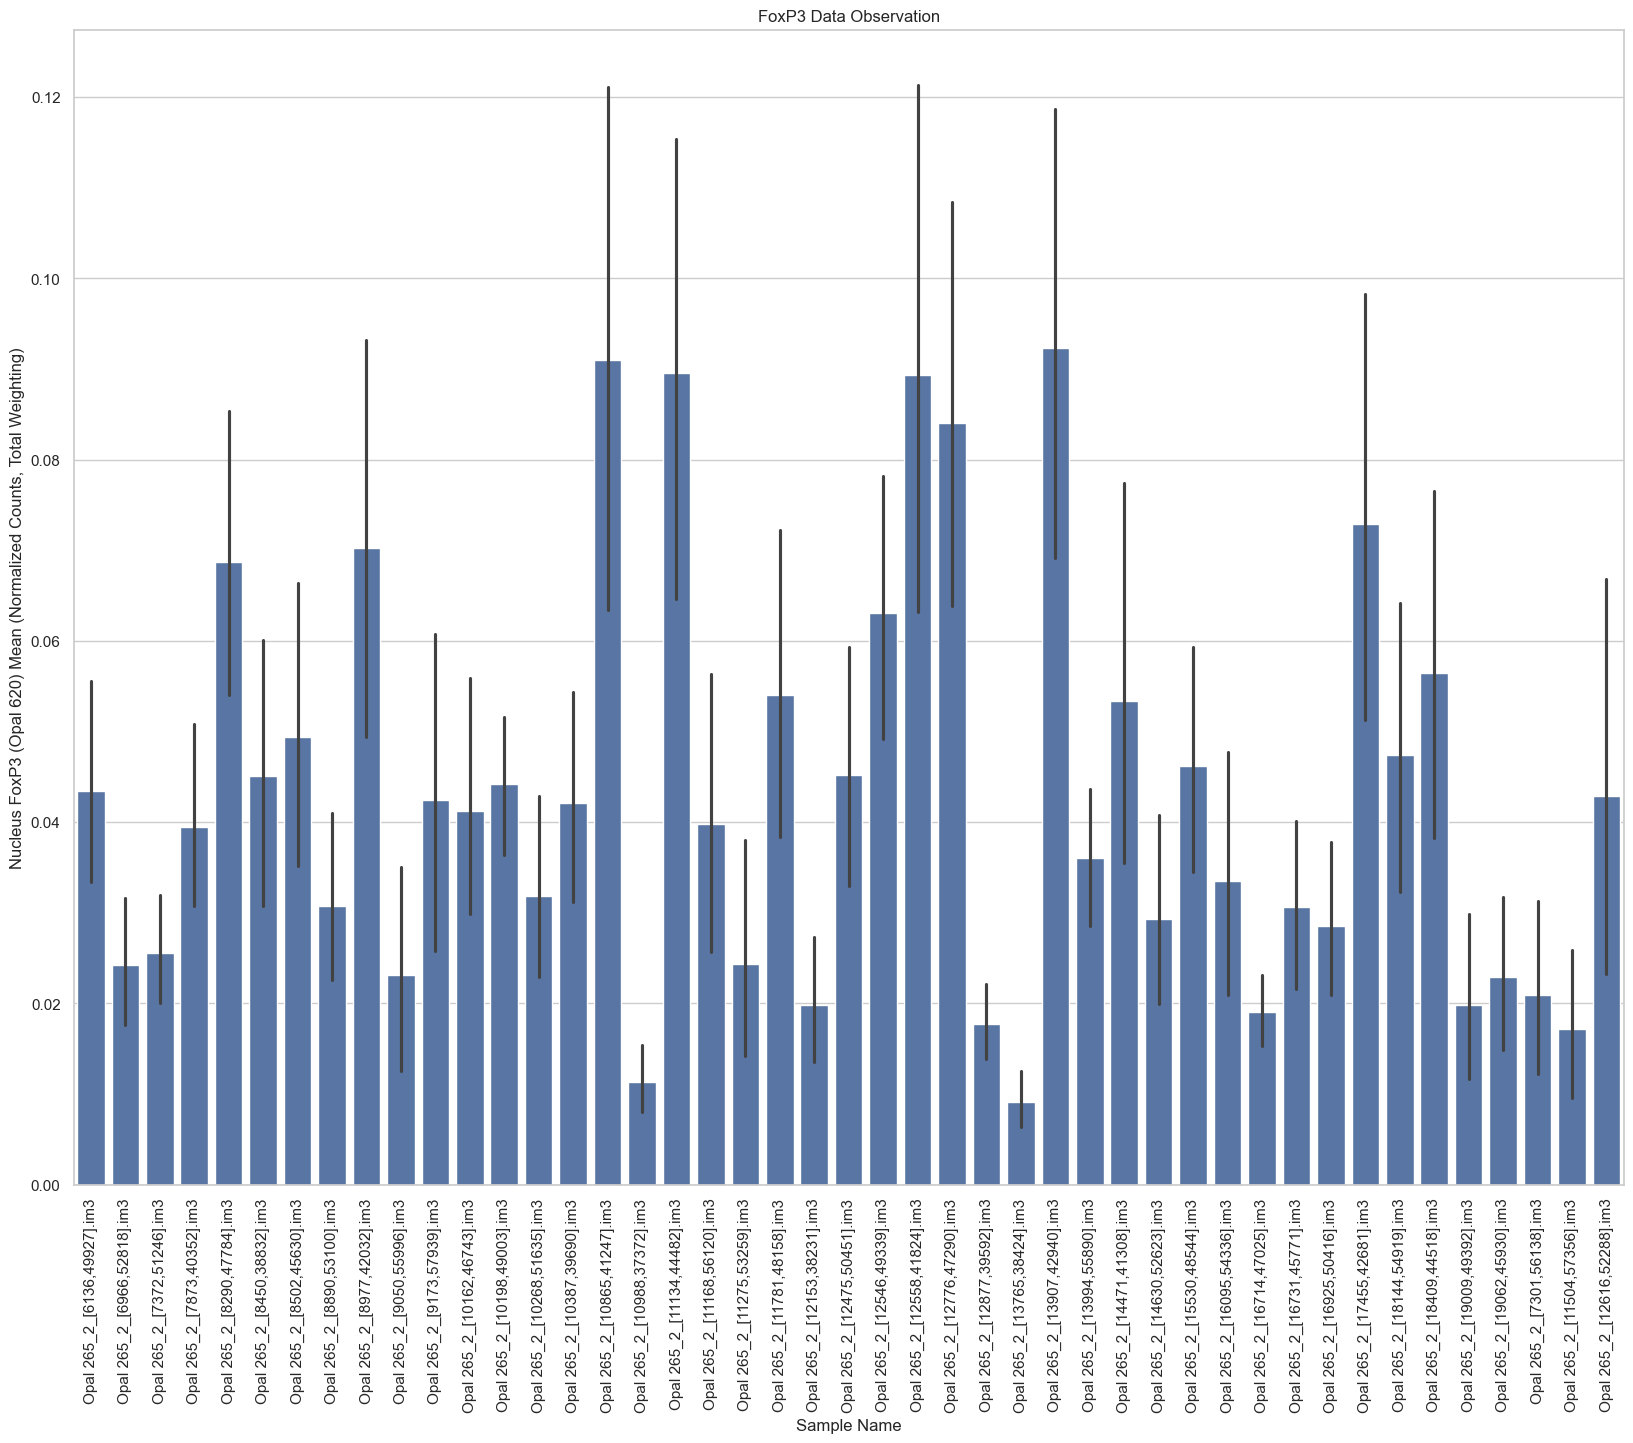 FoxP3 Data Observation
Nucleus FoxP3 (Opal 620) Mean (Normalized Counts, Total Weighting)
0.12
0.10
0.08
0.06
0.04
0.02
0.00
Opal 265_2_[6136,49927].im3
Opal 265_2_[6966,52818].im3
Opal 265_2_[7372,51246].im3
Opal 265_2_[7873,40352].im3
Opal 265_2_[8290,47784].im3
Opal 265_2_[8450,38832].im3
Opal 265_2_[8502,45630].im3
Opal 265_2_[8890,53100].im3
Opal 265_2_[8977,42032].im3
Opal 265_2_[9050,55996].im3
Opal 265_2_[9173,57939].im3
Opal 265_2_[10162,46743].im3
Opal 265_2_[10198,49003].im3
Opal 265_2_[10268,51635].im3
Opal 265_2_[10387,39690].im3
Opal 265_2_[10865,41247].im3
Opal 265_2_[10988,37372].im3
Opal 265_2_[11134,44482].im3
Opal 265_2_[11168,56120].im3
Opal 265_2_[11275,53259].im3
Opal 265_2_[11781,48158].im3
Opal 265_2_[12153,38231].im3
Opal 265_2_[12475,50451].im3
Opal 265_2_[12546,49339].im3
Opal 265_2_[12558,41824].im3
Opal 265_2_[12776,47290].im3
Opal 265_2_[12877,39592].im3
Opal 265_2_[13765,38424].im3
Opal 265_2_[13907,42940].im3
Opal 265_2_[13994,55890].im3
Opal 265_2_[14471,41308].im3
Opal 265_2_[14630,52623].im3
Opal 265_2_[15530,48544].im3
Opal 265_2_[16095,54336].im3
Opal 265_2_[16714,47025].im3
Opal 265_2_[16731,45771].im3
Opal 265_2_[16925,50416].im3
Opal 265_2_[17455,42681].im3
Opal 265_2_[18144,54919].im3
Opal 265_2_[18409,44518].im3
Opal 265_2_[19009,49392].im3
Opal 265_2_[19062,45930].im3
Opal 265_2_[7301,56138].im3
Opal 265_2_[11504,57356].im3
Opal 265_2_[12616,52288].im3
Sample Name